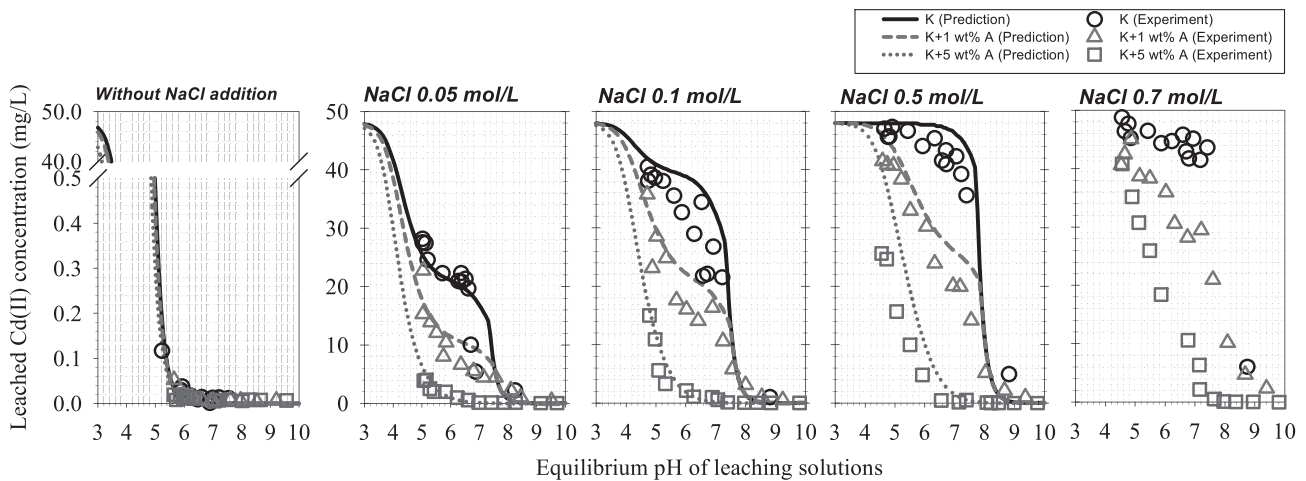 K (Prediction) K (Experiment)
K+1 wt% A (Prediction) K+1 wt% A (Experiment)
K+5 wt% A (Prediction) K+5 wt% A (Experiment)
Without NaCl addition NaCl 0.05 mol/L NaCl 0.1 mol/L NaCl 0.5 mol/L NaCl 0.7 mol/L
Leached Cd(II) concentration (mg/L)
50.0
40.0
0.5
0.4
0.3
0.2
0.1
0.0
50
40
30
20
10
0
3 4 5 6 7 8 9 10 3 4 5 6 7 8 9 10 3 4 5 6 7 8 9 10 3 4 5 6 7 8 9 10 3 4 5 6 7 8 9 10
Equilibrium pH of leaching solutions